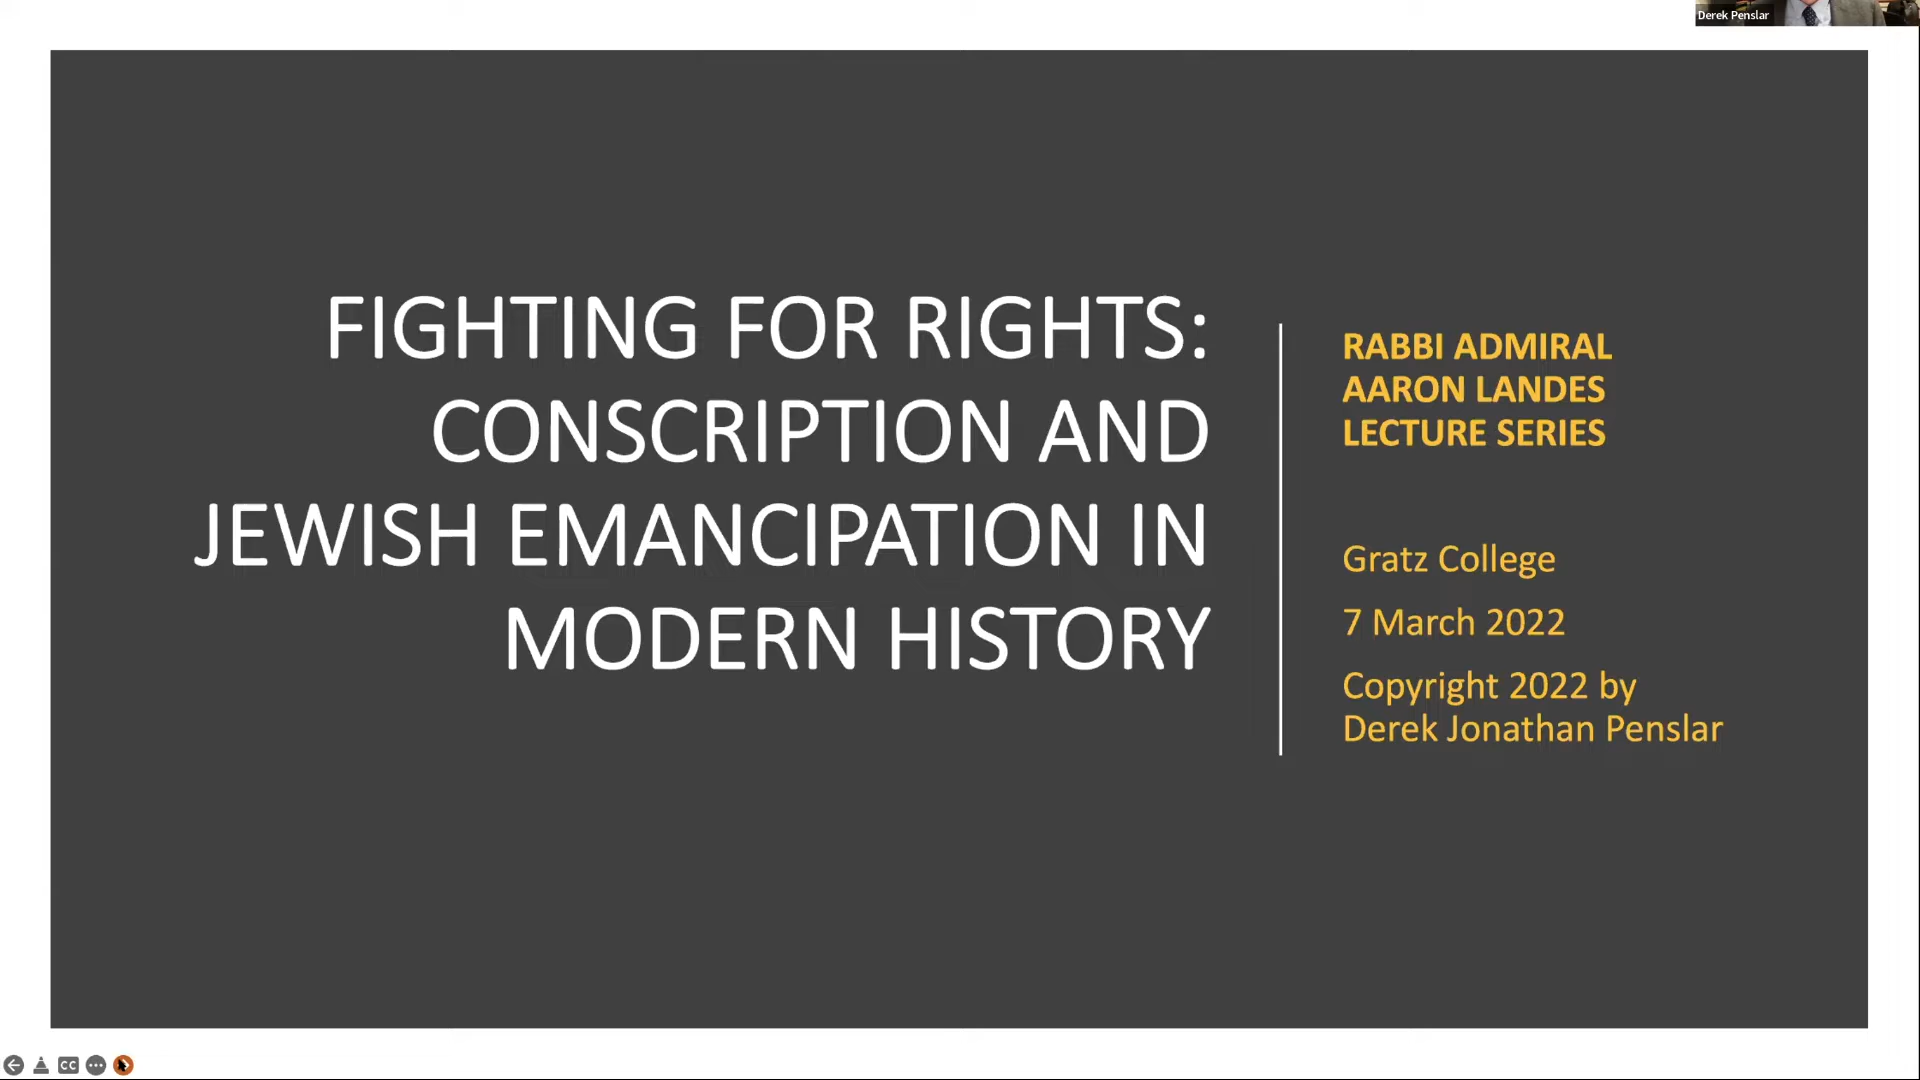 Derek Penslar
FIGHTING FOR RIGHTS:
CONSCRIPTION AND
JEWISH EMANCIPATION IN
MODERN HISTORY
RABBI ADMIRAL
AARON LANDES
LECTURE SERIES
Gratz College
7 March 2022
Copyright 2022 by
Derek Jonathan Penslar
CC